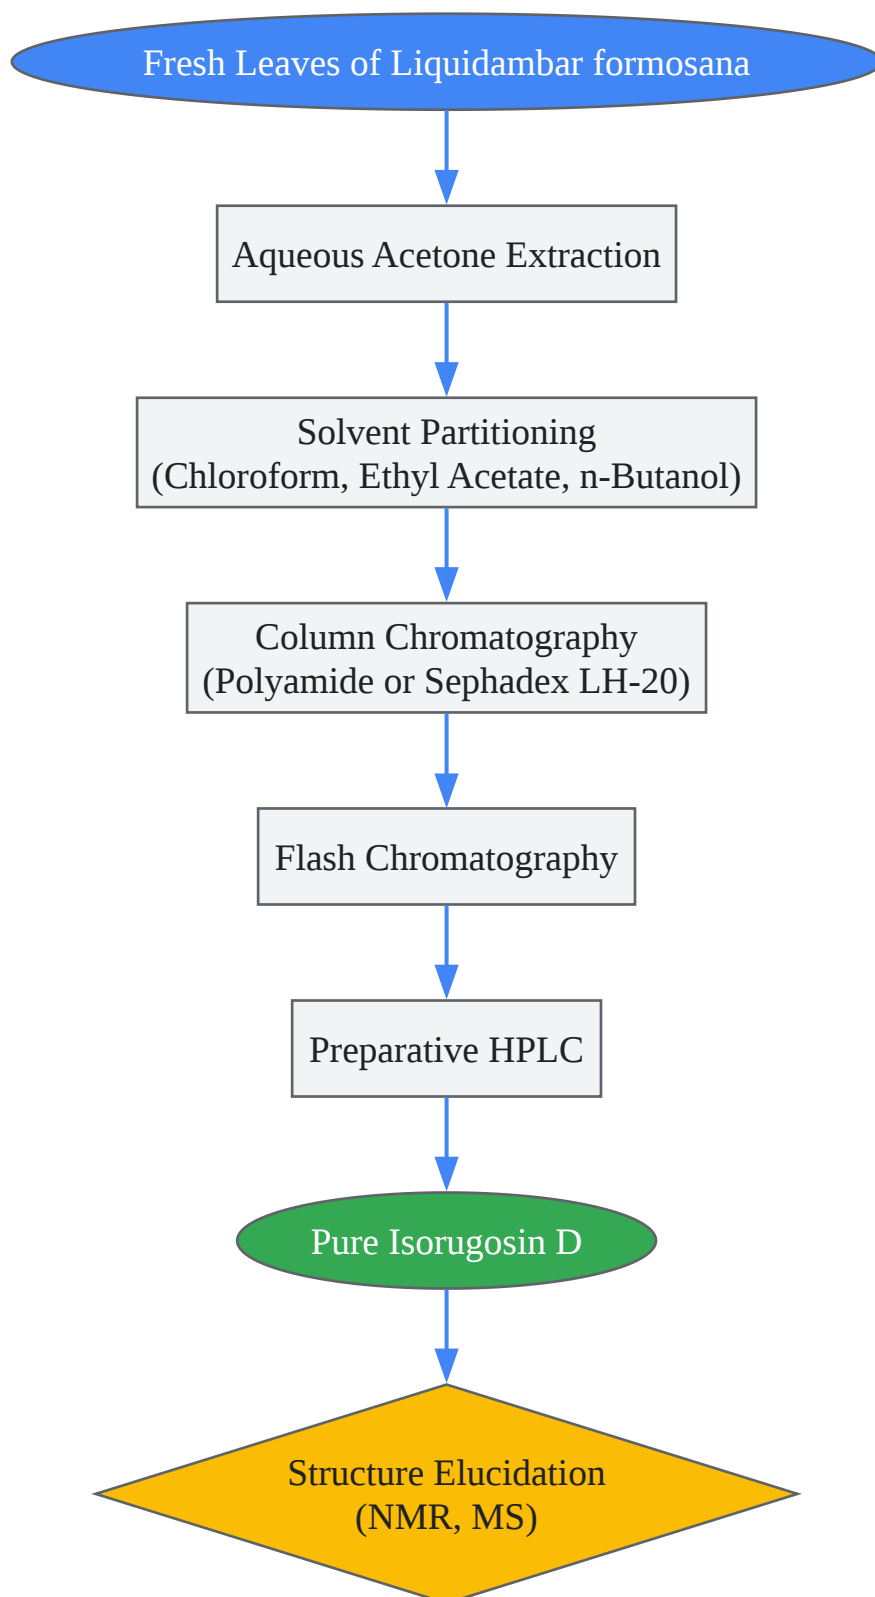 Fresh Leaves of Liquidambar formosana
Aqueous Acetone Extraction
Solvent Partitioning
(Chloroform, Ethyl Acetate, n-Butanol)
Column Chromatography
(Polyamide or Sephadex LH-20)
Flash Chromatography
Preparative HPLC
Pure Isorugosin D
Structure Elucidation
(NMR, MS)